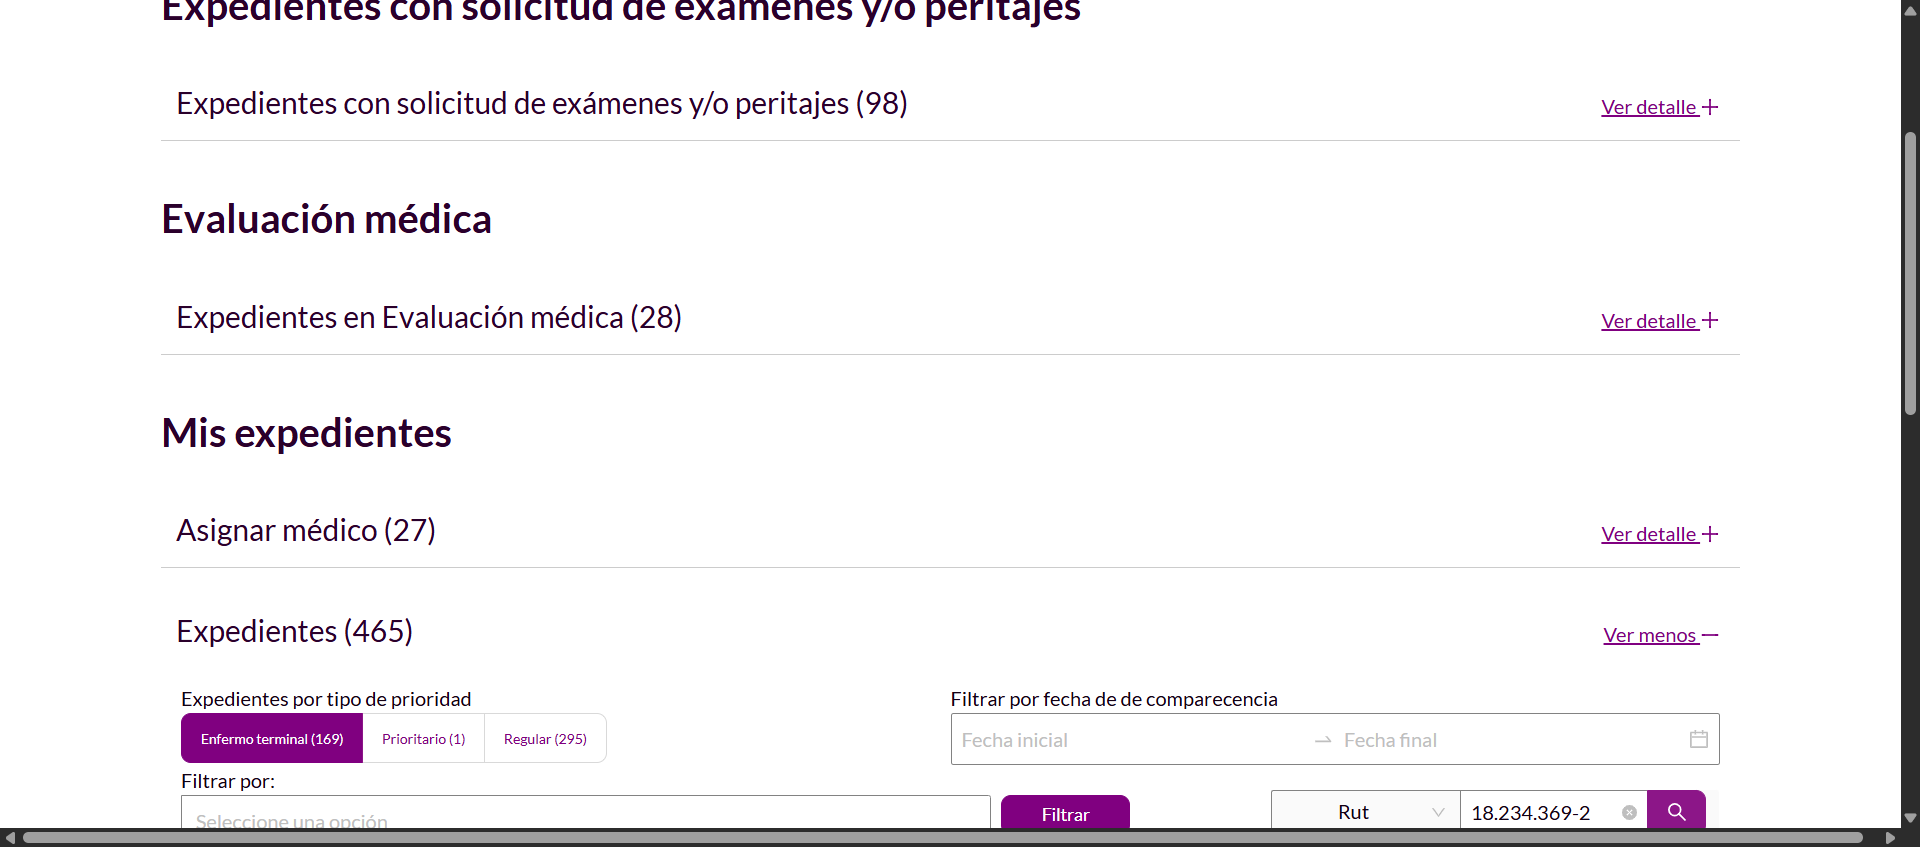 Expedientes con solicitud de exámenes y/o peritajes
Expedientes con solicitud de exámenes y/o peritajes (98)
Ver detalle
Evaluación médica
Expedientes en Evaluación médica (28)
Ver detalle
Mis expedientes
Asignar médico (27)
Ver detalle
Expedientes (465)
Ver menos
Expedientes por tipo de prioridad
Enfermo terminal (169)
Prioritario (1)
Regular (295)
Filtrar por fecha de de comparecencia
Fecha inicial
Fecha final
Filtrar por:
Seleccione una opción
Filtrar
Rut
18.234.369-2